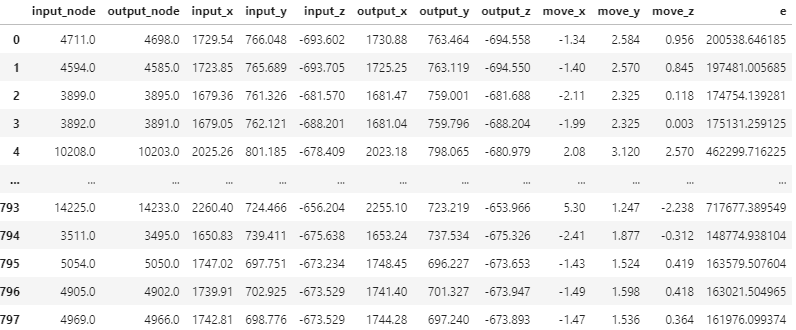 input_node output_node input_x input_y input_z output_x output_y output_z move_x move_y move_z e
0 4711.0 4698.0 1729.54 766.048 -693.602 1730.88 763.464 -694.558 -1.34 2.584 0.956 200538.646185
1 4594.0 4585.0 1723.85 765.689 -693.705 1725.25 763.119 -694.550 -1.40 2.570 0.845 197481.005685
2 3899.0 3895.0 1679.36 761.326 -681.570 1681.47 759.001 -681.688 -2.11 2.325 0.118 174754.139281
3 3892.0 3891.0 1679.05 762.121 -688.201 1681.04 759.796 -688.204 -1.99 2.325 0.003 175131.259125
4 10208.0 10203.0 2025.26 801.185 -678.409 2023.18 798.065 -680.979 2.08 3.120 2.570 462299.716225
... ... ... ... ... ... ... ... ... ... ... ... ...
793 14225.0 14233.0 2260.40 724.466 -656.204 2255.10 723.219 -653.966 5.30 1.247 -2.238 717677.389549
794 3511.0 3495.0 1650.83 739.411 -675.638 1653.24 737.534 -675.326 -2.41 1.877 -0.312 148774.938104
795 5054.0 5050.0 1747.02 697.751 -673.234 1748.45 696.227 -673.653 -1.43 1.524 0.419 163579.507604
796 4905.0 4902.0 1739.91 702.925 -673.529 1741.40 701.327 -673.947 -1.49 1.598 0.418 163021.504965
797 4969.0 4966.0 1742.81 698.776 -673.529 1744.28 697.240 -673.893 -1.47 1.536 0.364 161976.099374